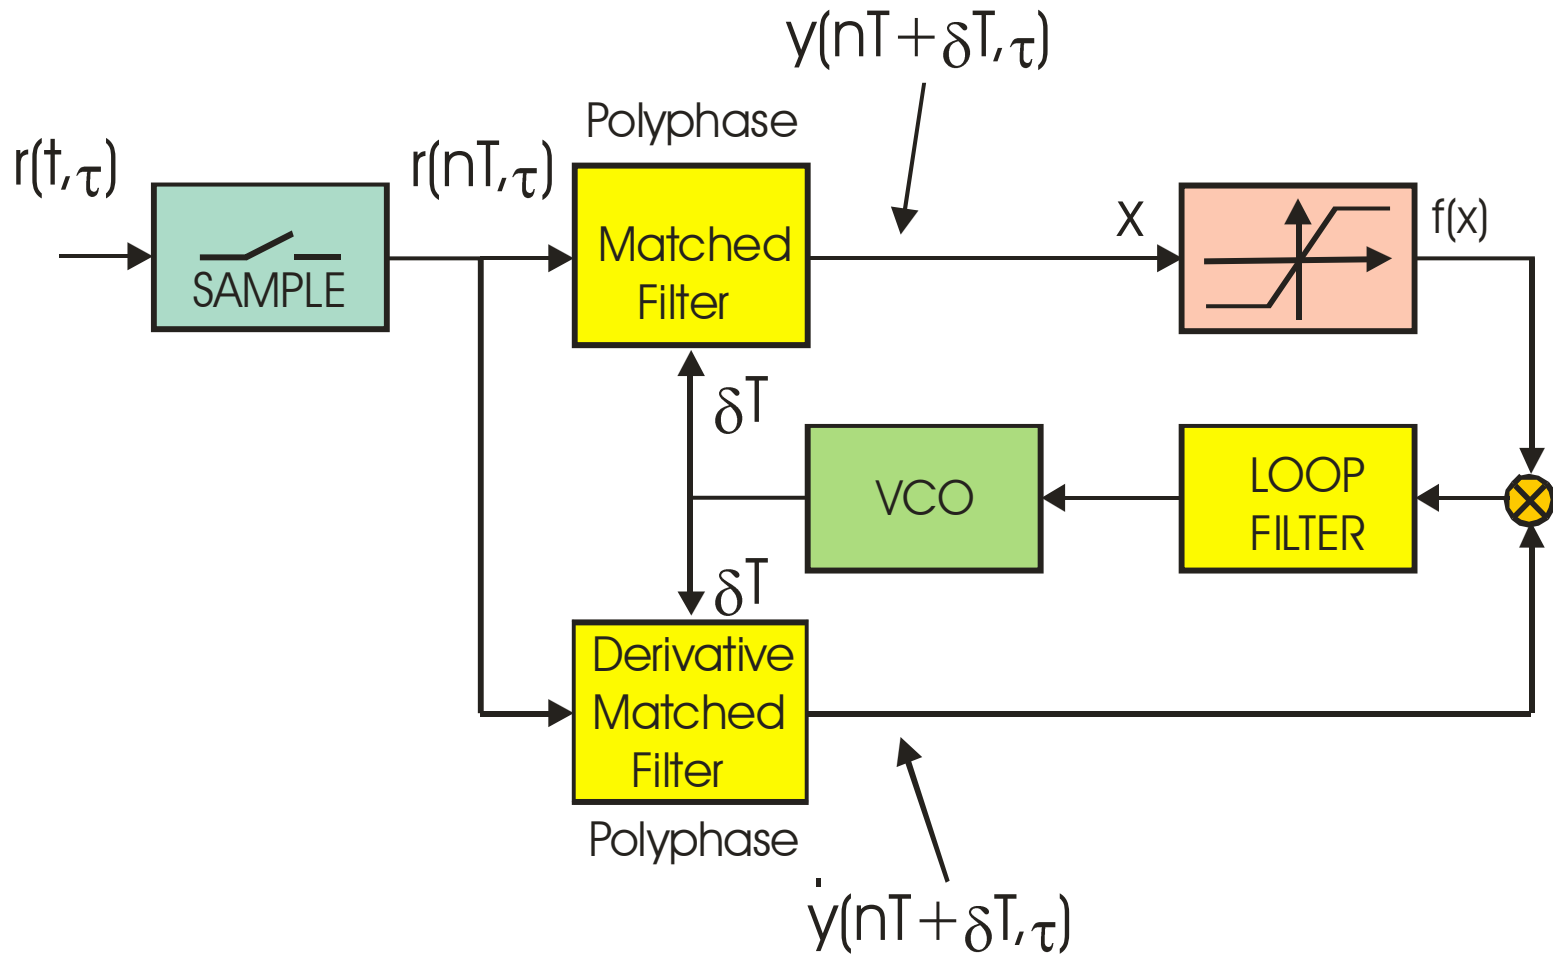 y(nT+δT,τ)
Polyphase
r(t,τ)
r(nT,τ)
SAMPLE
Matched
Filter
x
f(x)
δT
VCO
LOOP
FILTER
δT
Derivative
Matched
Filter
Polyphase
ẏ(nT+δT,τ)